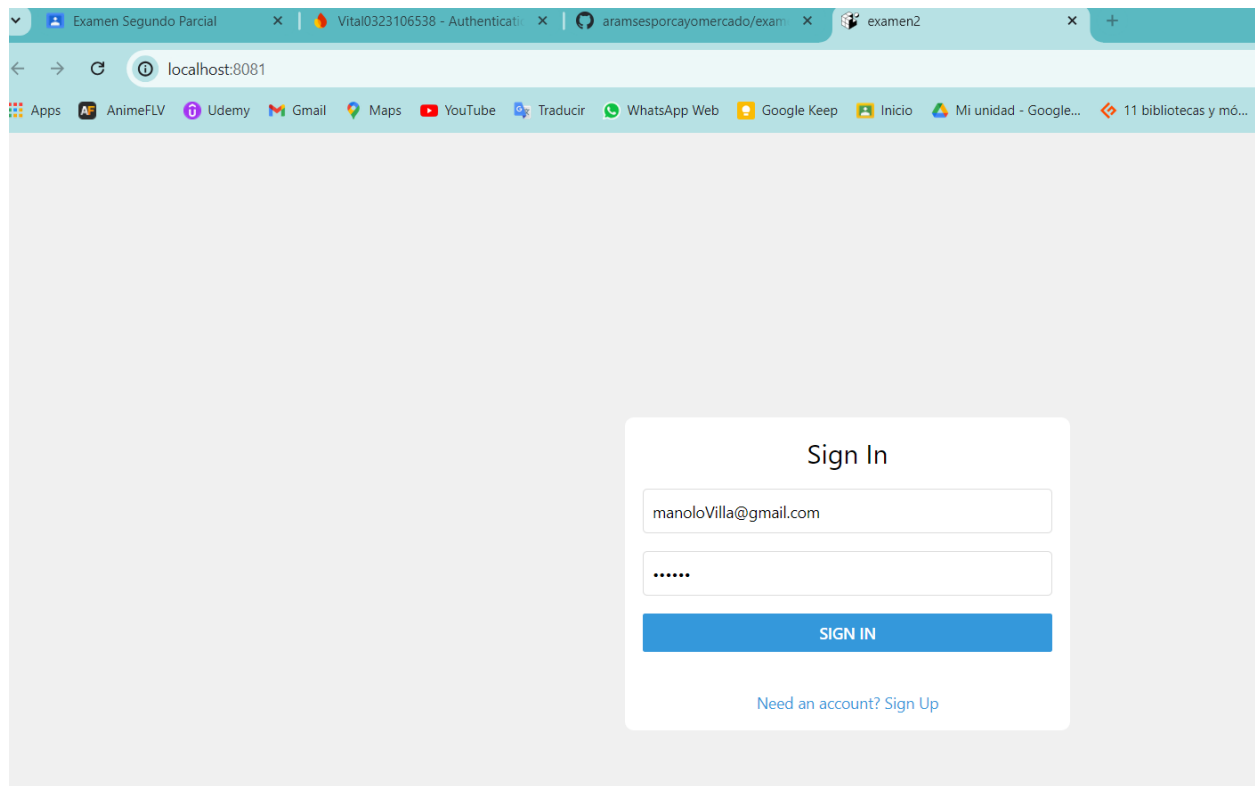 Examen Segundo Parcial
Vital0323106538 - Authenticatic
aramsesporcayomercado/exam
examen2
localhost:8081
Apps
AF AnimeFLV
Udemy
Gmail
Maps
YouTube
Traducir
WhatsApp Web
Google Keep
Inicio
Mi unidad - Google...
11 bibliotecas y mó...
Sign In
manoloVilla@gmail.com
••••••
SIGN IN
Need an account? Sign Up